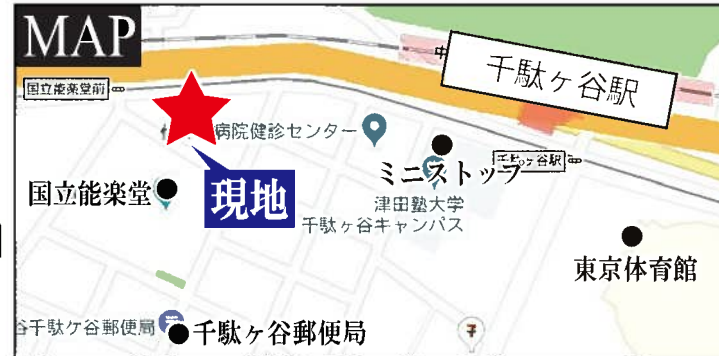 MAP
中
千駄ヶ谷駅
国立能楽堂前
病院健診センター
ミニストップ
千駄ヶ谷駅
国立能楽堂
現地
津田塾大学
千駄ヶ谷キャンパス
東京体育館
谷千駄ケ谷郵便局
千駄ヶ谷郵便局